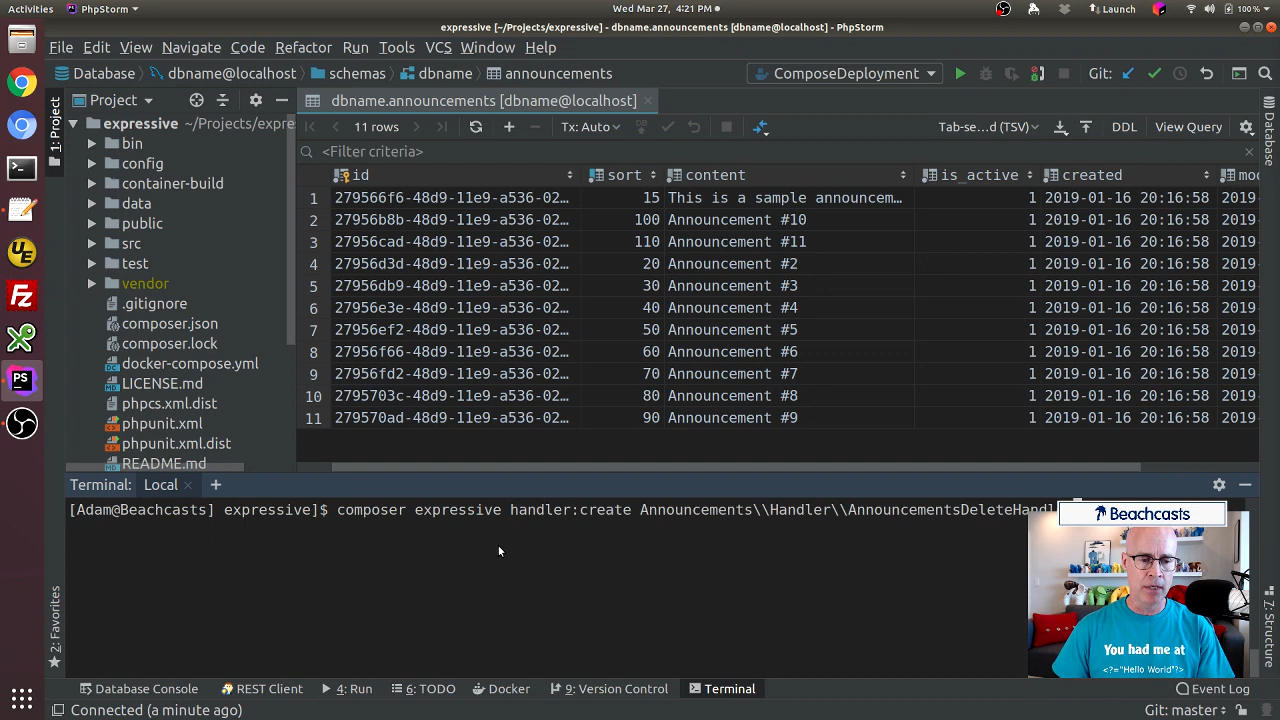 Activities PhpStorm Wed Mar 27, 4:21 PM Launch 100%
expressive [~/Projects/expressive] - dbname.announcements [dbname@localhost] - PhpStorm
File Edit View Navigate Code Refactor Run Tools VCS Window Help
Database dbname@localhost schemas dbname announcements ComposeDeployment Git:
Project dbname.announcements [dbname@localhost]
1: Project
expressive ~/Projects/expre
bin
config
container-build
data
public
src
test
vendor
.gitignore
composer.json
composer.lock
docker-compose.yml
LICENSE.md
phpcs.xml.dist
phpunit.xml
phpunit.xml.dist
README.md
11 rows Tx: Auto DB Tab-se...d (TSV) DDL View Query
<Filter criteria>
id sort content is_active created mod
1 279566f6-48d9-11e9-a536-02... 15 This is a sample announcem... 1 2019-01-16 20:16:58 2019-
2 27956b8b-48d9-11e9-a536-02... 100 Announcement #10 1 2019-01-16 20:16:58 2019-
3 27956cad-48d9-11e9-a536-02... 110 Announcement #11 1 2019-01-16 20:16:58 2019-
4 27956d3d-48d9-11e9-a536-02... 20 Announcement #2 1 2019-01-16 20:16:58 2019-
5 27956db9-48d9-11e9-a536-02... 30 Announcement #3 1 2019-01-16 20:16:58 2019-
6 27956e3e-48d9-11e9-a536-02... 40 Announcement #4 1 2019-01-16 20:16:58 2019-
7 27956ef2-48d9-11e9-a536-02... 50 Announcement #5 1 2019-01-16 20:16:58 2019-
8 27956f66-48d9-11e9-a536-02... 60 Announcement #6 1 2019-01-16 20:16:58 2019-
9 27956fd2-48d9-11e9-a536-02... 70 Announcement #7 1 2019-01-16 20:16:58 2019-
10 2795703c-48d9-11e9-a536-02... 80 Announcement #8 1 2019-01-16 20:16:58 2019-
11 279570ad-48d9-11e9-a536-02... 90 Announcement #9 1 2019-01-16 20:16:58 2019-
Database
Terminal: Local
[Adam@Beachcasts] expressive]$ composer expressive handler:create Announcements\\Handler\\AnnouncementsDeleteHandl
Beachcasts
You had me at
<?="Hello World"?>
2: Favorites
7: Structure
Database Console REST Client 4: Run 6: TODO Docker 9: Version Control Terminal Event Log
Connected (a minute ago) Git: master
UE
Fz
PS